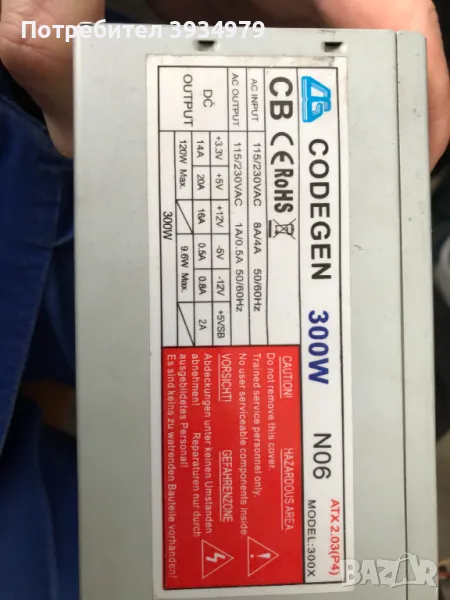 Потребител 3934979
CODEGEN 300W N06
ATX 2.03(P4)
MODEL:300X
CB CE RoHS
AC INPUT 115/230VAC 8A/4A 50/60Hz
AC OUTPUT 115/230VAC 1A/0.5A 50/60Hz
DC +3.3V +5V +12V -5V -12V +5VSB
OUTPUT 14A 20A 16A 0.5A 0.8A 2A
120W Max. 9.6W Max.
300W
CAUTION! HAZARDOUS AREA
Do not remove this cover.
Trained service personnel only.
No user serviceable components inside.
VORSICHT! GEFAHRENZONE
Abdeckungen unter keinen Umstanden
abnehmen! Reparaturen nur durch
ausgebildetes Personal!
Es sind keins zu watrenden Bauteile vorhanden!
BAZAR